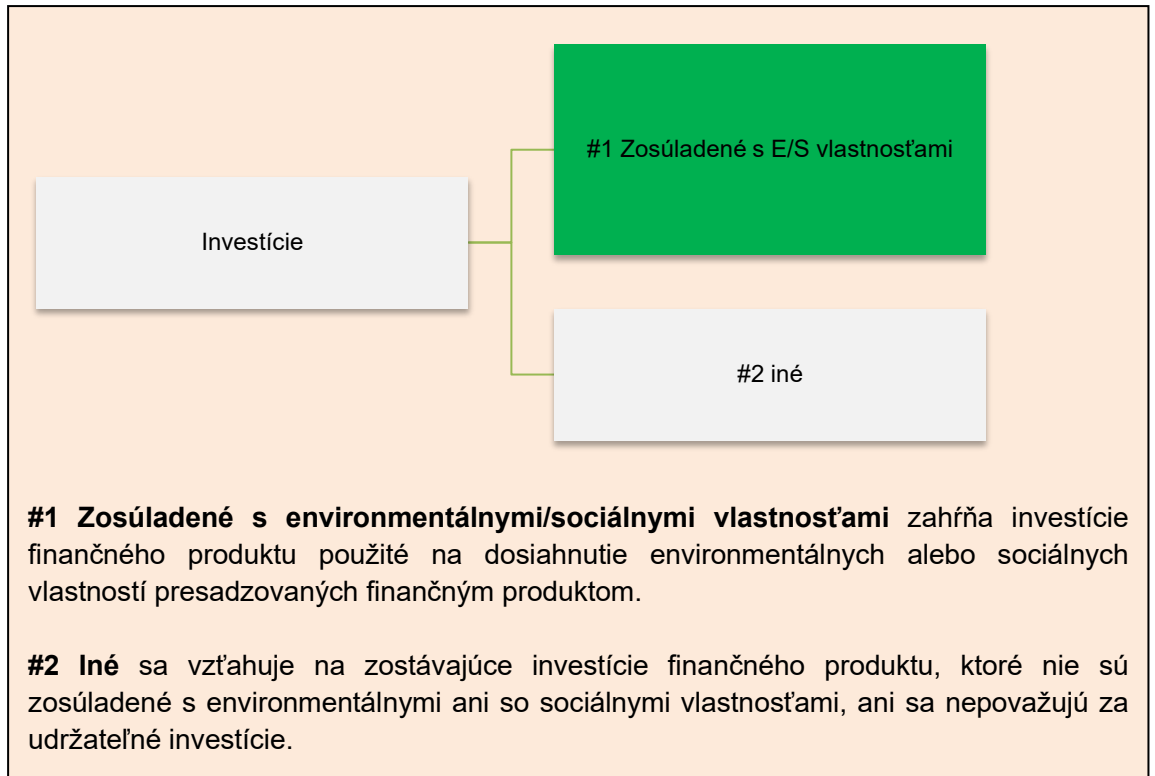 #1 Zosúladené s E/S vlastnosťami
Investície
#2 iné
#1 Zosúladené s environmentálnymi/sociálnymi vlastnosťami zahŕňa investície
finančného produktu použité na dosiahnutie environmentálnych alebo sociálnych
vlastností presadzovaných finančným produktom.
#2 Iné sa vzťahuje na zostávajúce investície finančného produktu, ktoré nie sú
zosúladené s environmentálnymi ani so sociálnymi vlastnosťami, ani sa nepovažujú za
udržateľné investície.